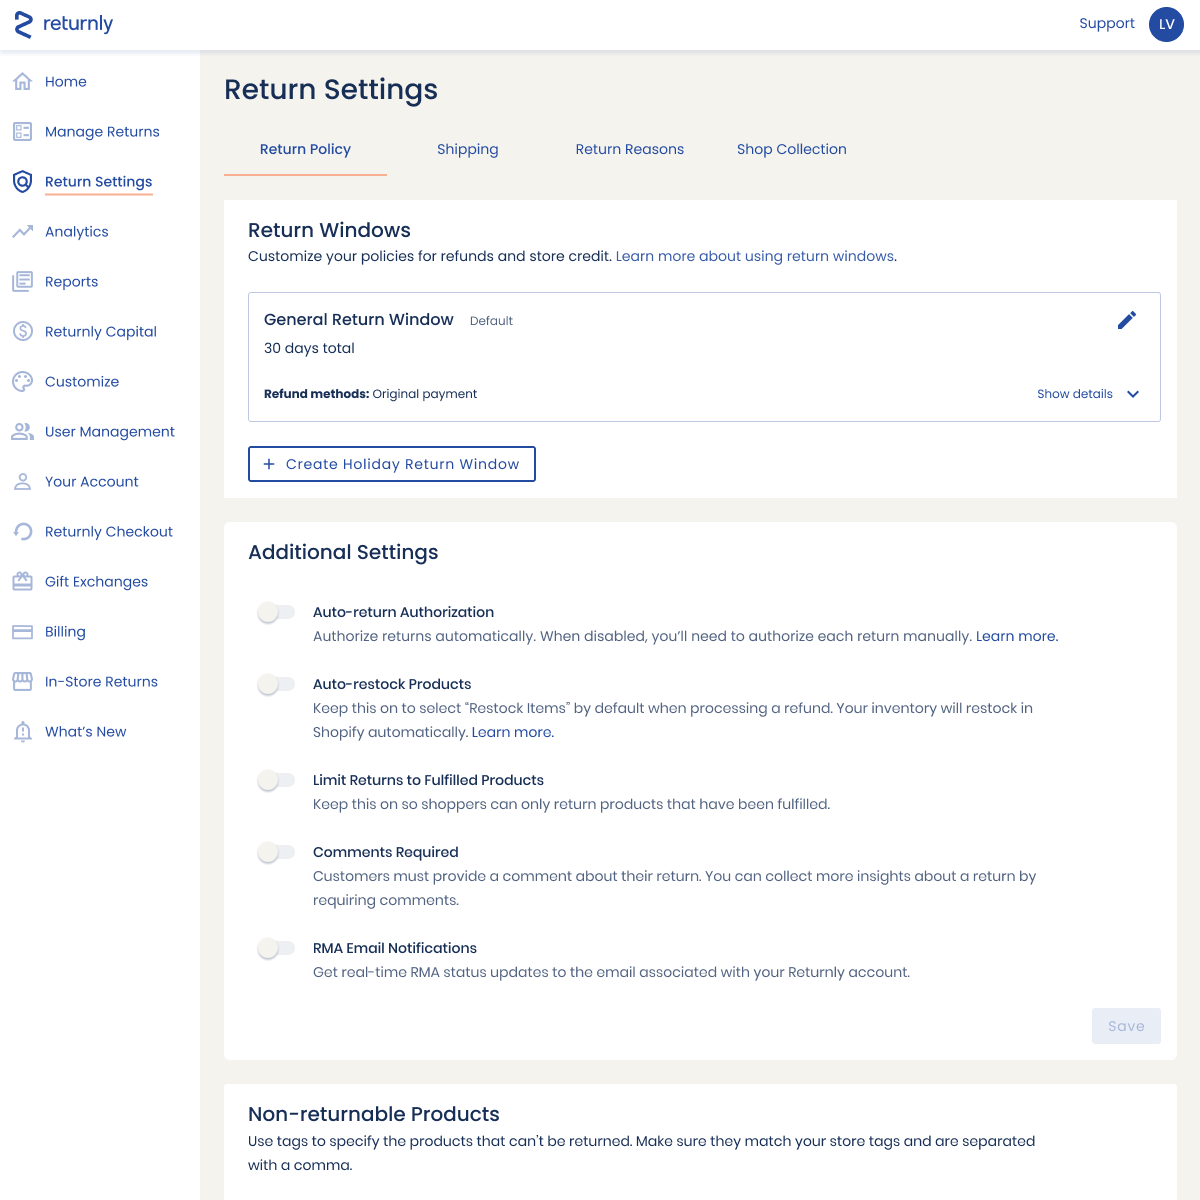 returnly
Support
LV
Home
Manage Returns
Return Settings
Analytics
Reports
Returnly Capital
Customize
User Management
Your Account
Returnly Checkout
Gift Exchanges
Billing
In-Store Returns
What’s New
Return Settings
Return Policy
Shipping
Return Reasons
Shop Collection
Return Windows
Customize your policies for refunds and store credit. Learn more about using return windows.
General Return Window Default
30 days total
Refund methods: Original payment
Show details
+ Create Holiday Return Window
Additional Settings
Auto-return Authorization
Authorize returns automatically. When disabled, you’ll need to authorize each return manually. Learn more.
Auto-restock Products
Keep this on to select “Restock Items” by default when processing a refund. Your inventory will restock in
Shopify automatically. Learn more.
Limit Returns to Fulfilled Products
Keep this on so shoppers can only return products that have been fulfilled.
Comments Required
Customers must provide a comment about their return. You can collect more insights about a return by
requiring comments.
RMA Email Notifications
Get real-time RMA status updates to the email associated with your Returnly account.
Save
Non-returnable Products
Use tags to specify the products that can't be returned. Make sure they match your store tags and are separated
with a comma.